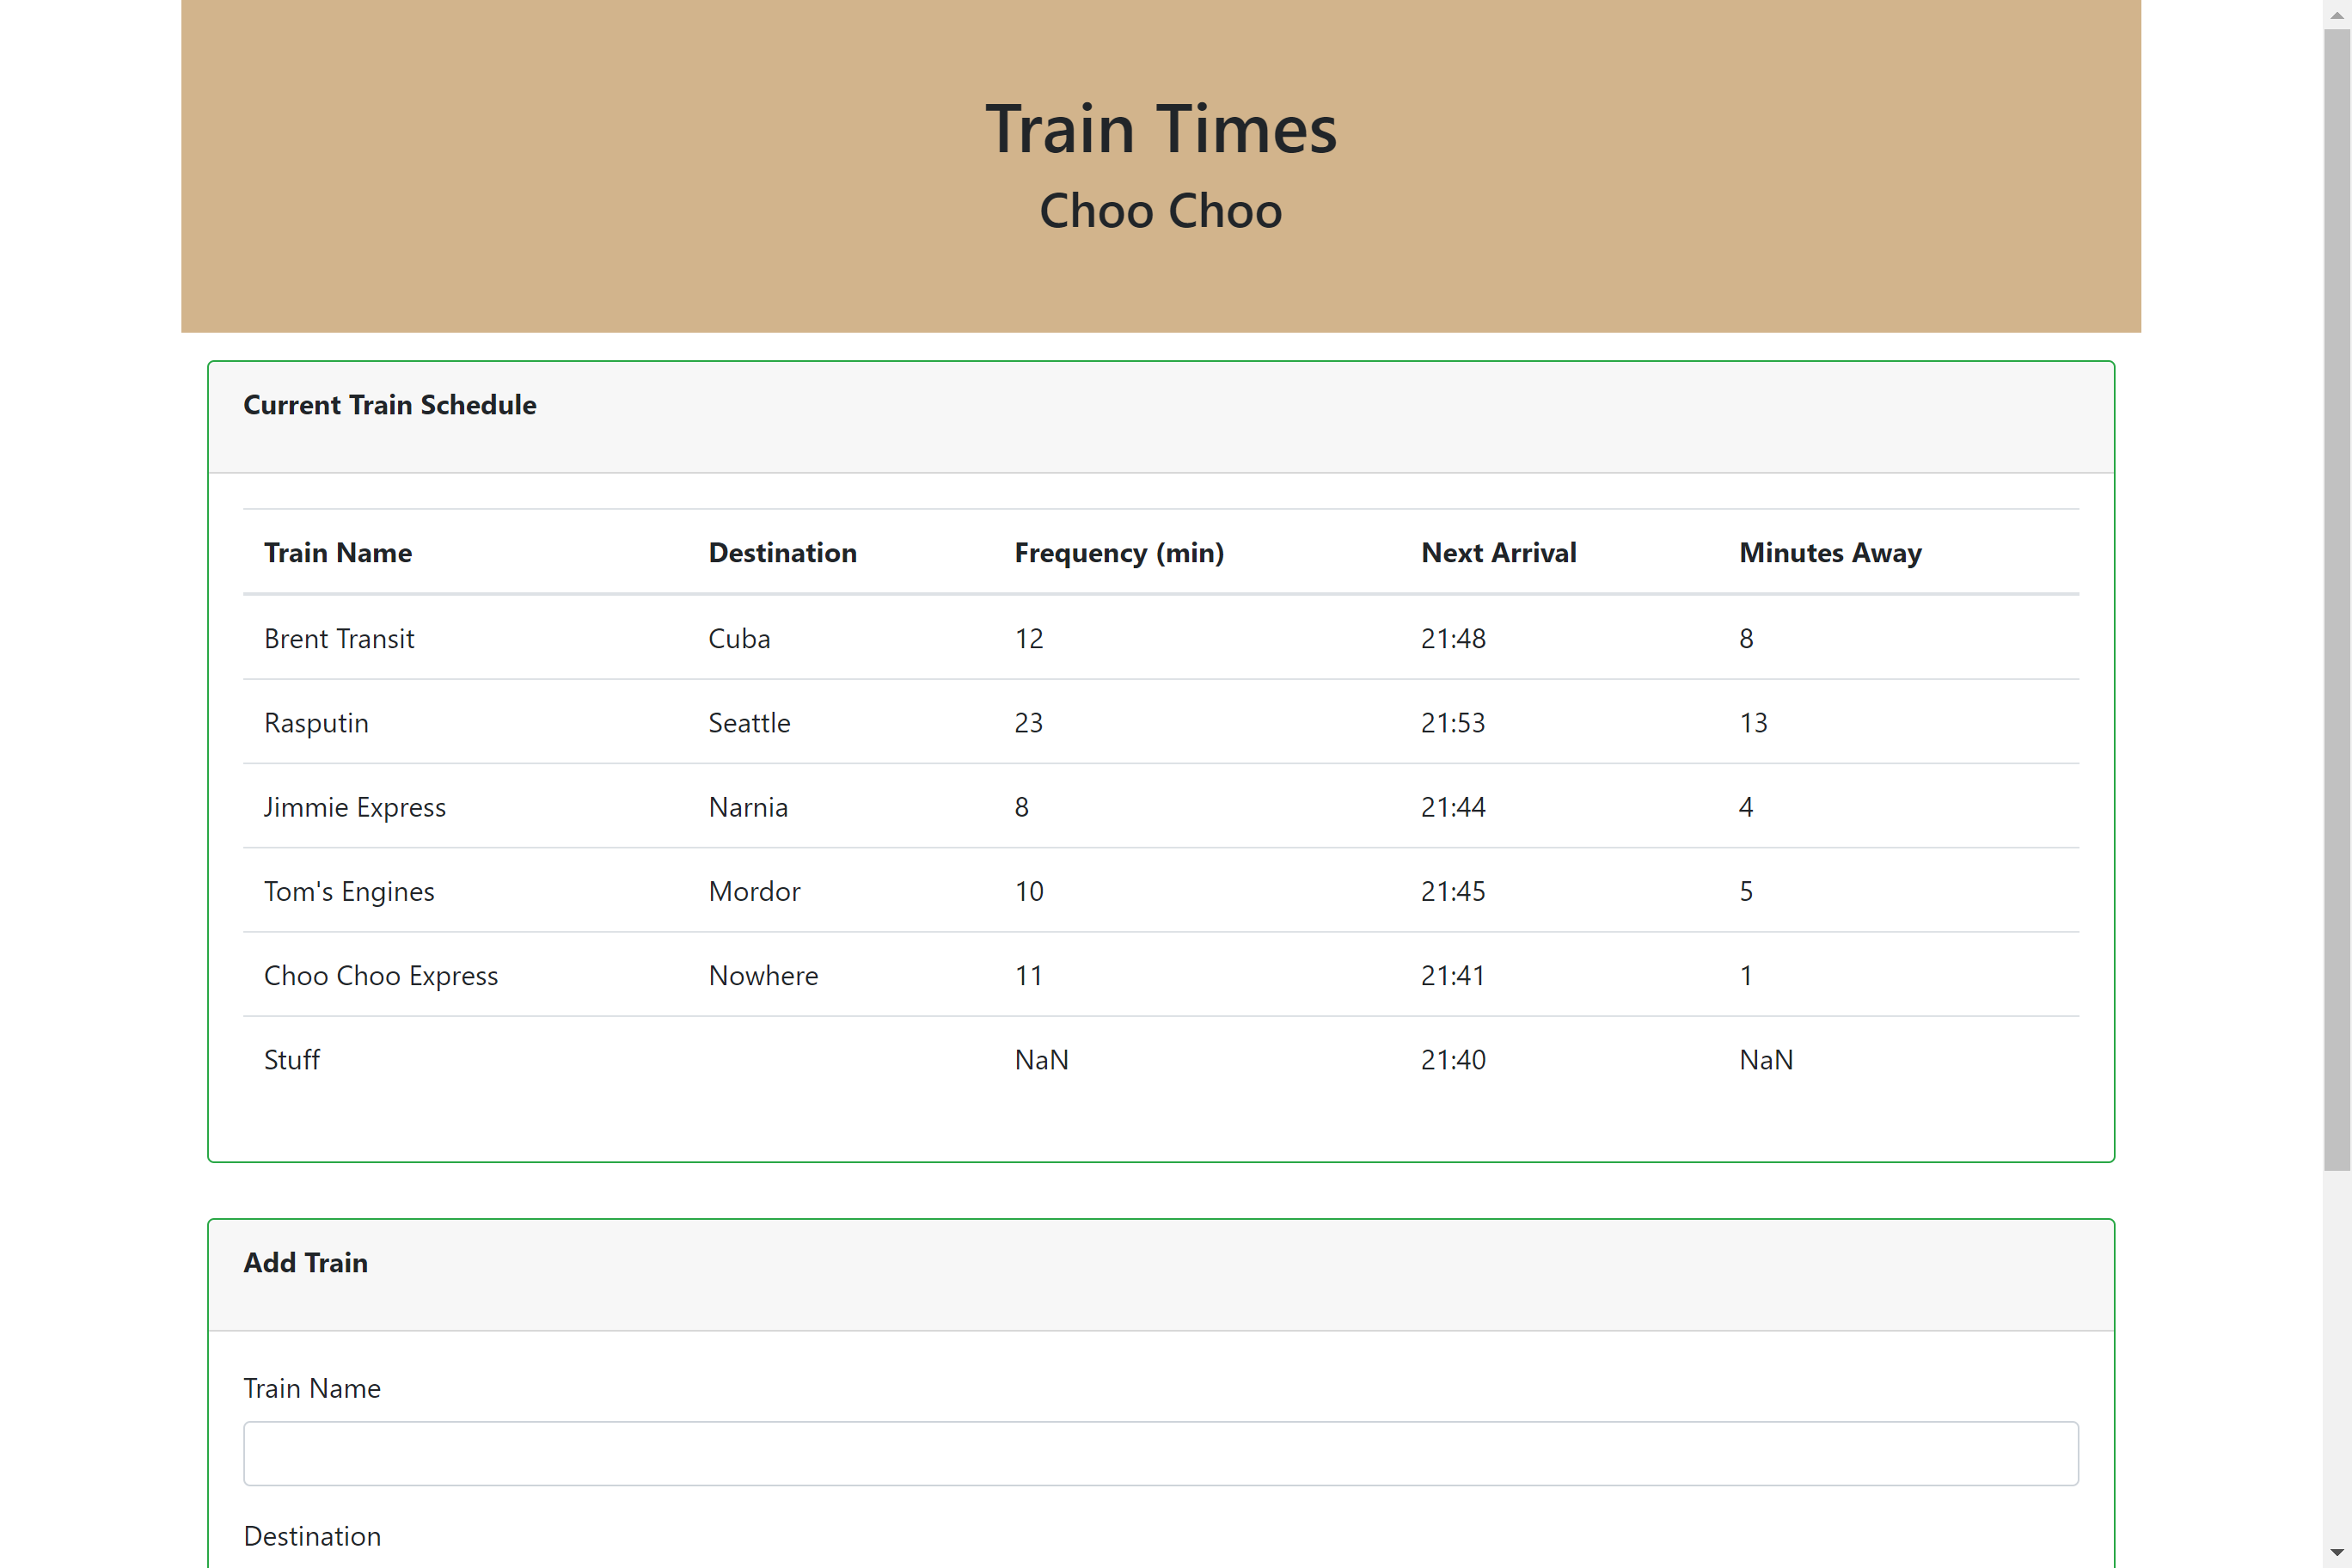 Train Times
Choo Choo
Current Train Schedule
Train Name Destination Frequency (min) Next Arrival Minutes Away
Brent Transit Cuba 12 21:48 8
Rasputin Seattle 23 21:53 13
Jimmie Express Narnia 8 21:44 4
Tom's Engines Mordor 10 21:45 5
Choo Choo Express Nowhere 11 21:41 1
Stuff NaN 21:40 NaN
Add Train
Train Name
Destination